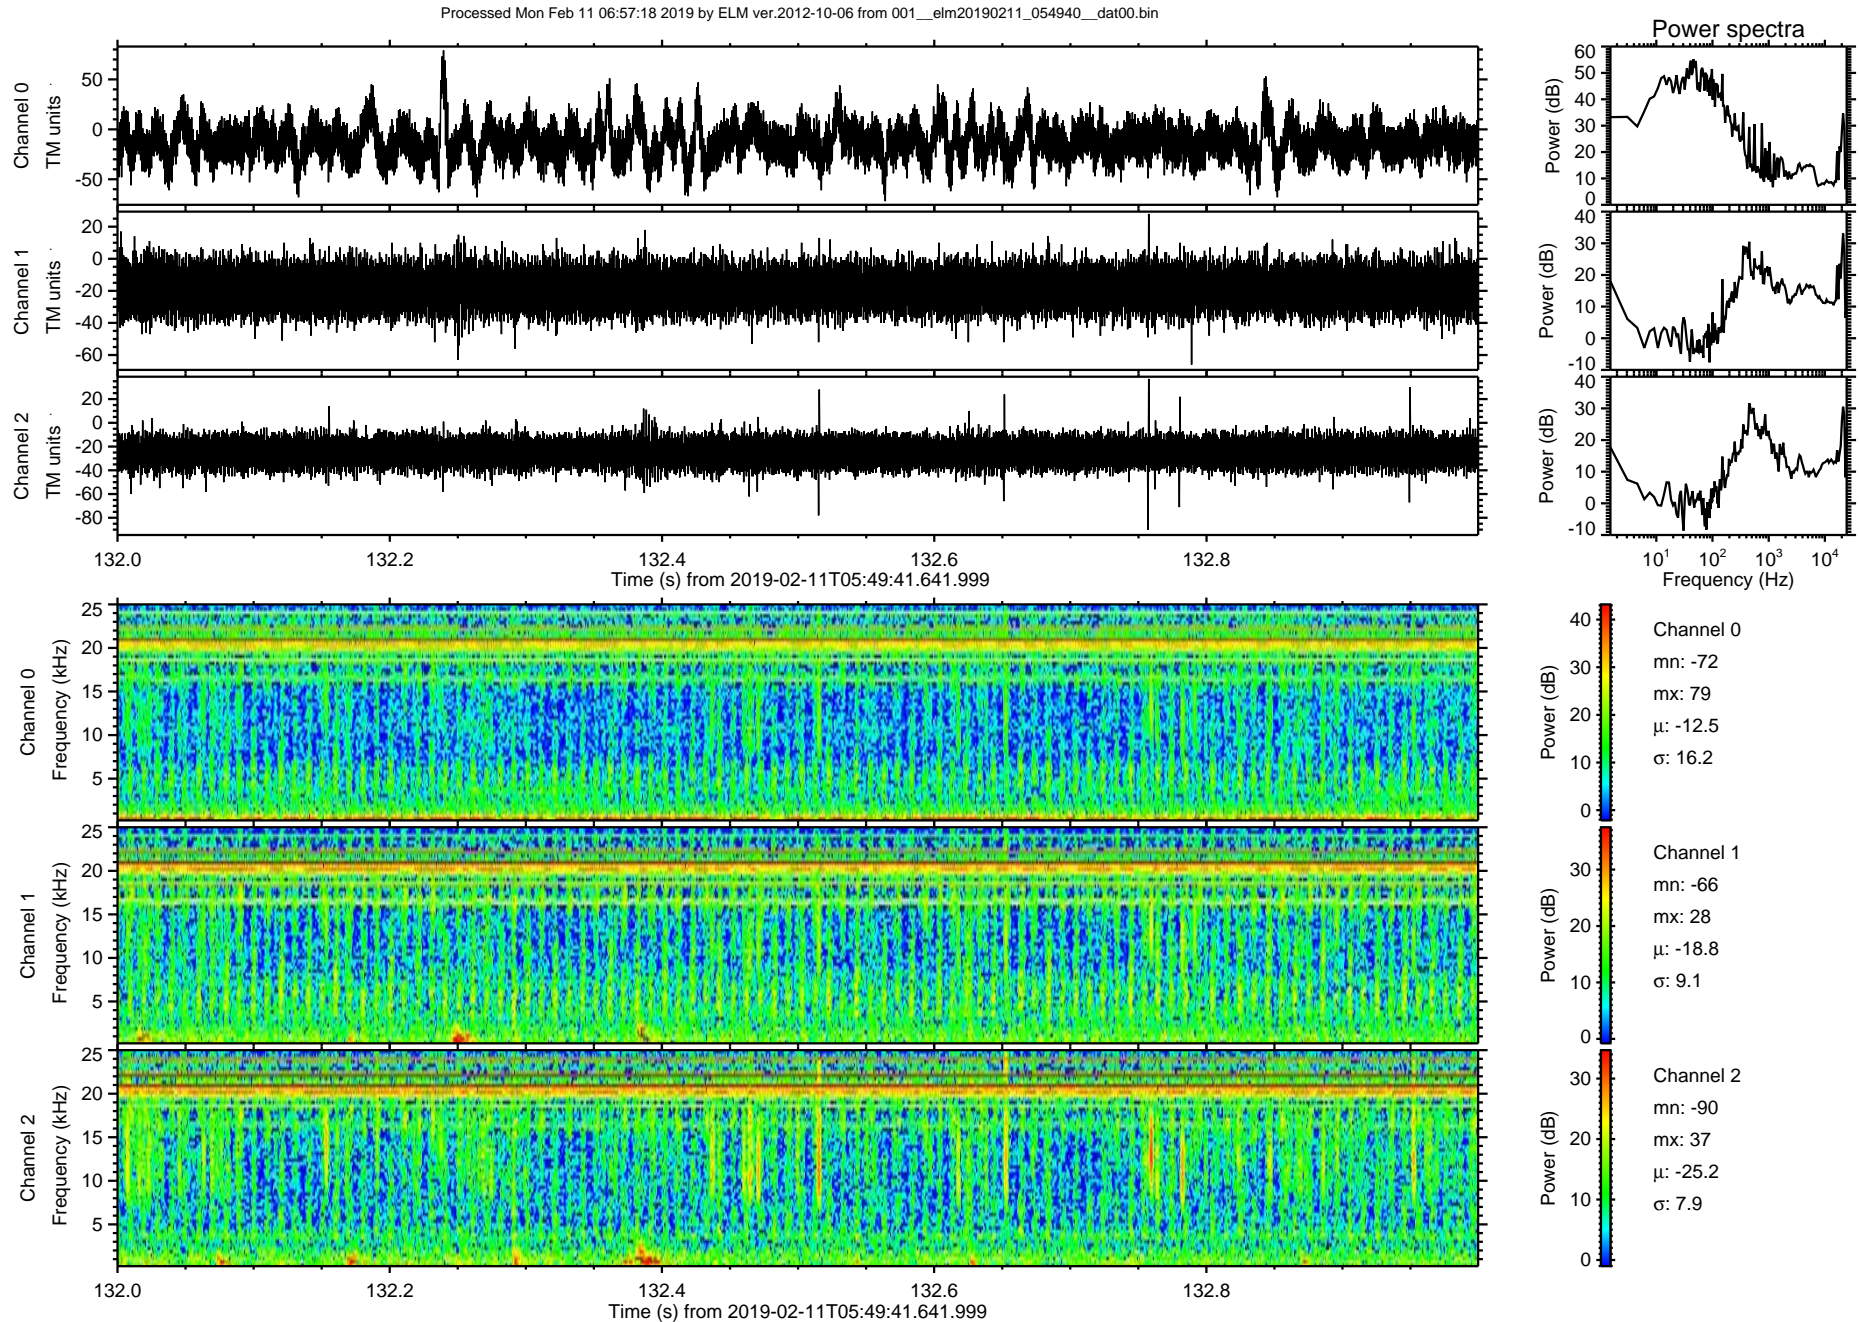 Processed Mon Feb 11 06:57:18 2019 by ELM ver.2012-10-06 from 001__elm20190211_054940__dat00.bin
Power spectra
Channel 0
TM units
50
0
-50
Power (dB)
60
50
40
30
20
10
0
Channel 1
TM units
20
0
-20
-40
-60
Power (dB)
40
30
20
10
0
-10
Channel 2
TM units
20
0
-20
-40
-60
-80
Power (dB)
40
30
20
10
0
-10
132.0 132.2 132.4 132.6 132.8
Time (s) from 2019-02-11T05:49:41.641.999
10¹ 10² 10³ 10⁴
Frequency (Hz)
Channel 0
Frequency (kHz)
25
20
15
10
5
Power (dB)
40
30
20
10
0
Channel 0
mn: -72
mx: 79
μ: -12.5
σ: 16.2
Channel 1
Frequency (kHz)
25
20
15
10
5
Power (dB)
30
20
10
0
Channel 1
mn: -66
mx: 28
μ: -18.8
σ: 9.1
Channel 2
Frequency (kHz)
25
20
15
10
5
Power (dB)
30
20
10
0
Channel 2
mn: -90
mx: 37
μ: -25.2
σ: 7.9
132.0 132.2 132.4 132.6 132.8
Time (s) from 2019-02-11T05:49:41.641.999